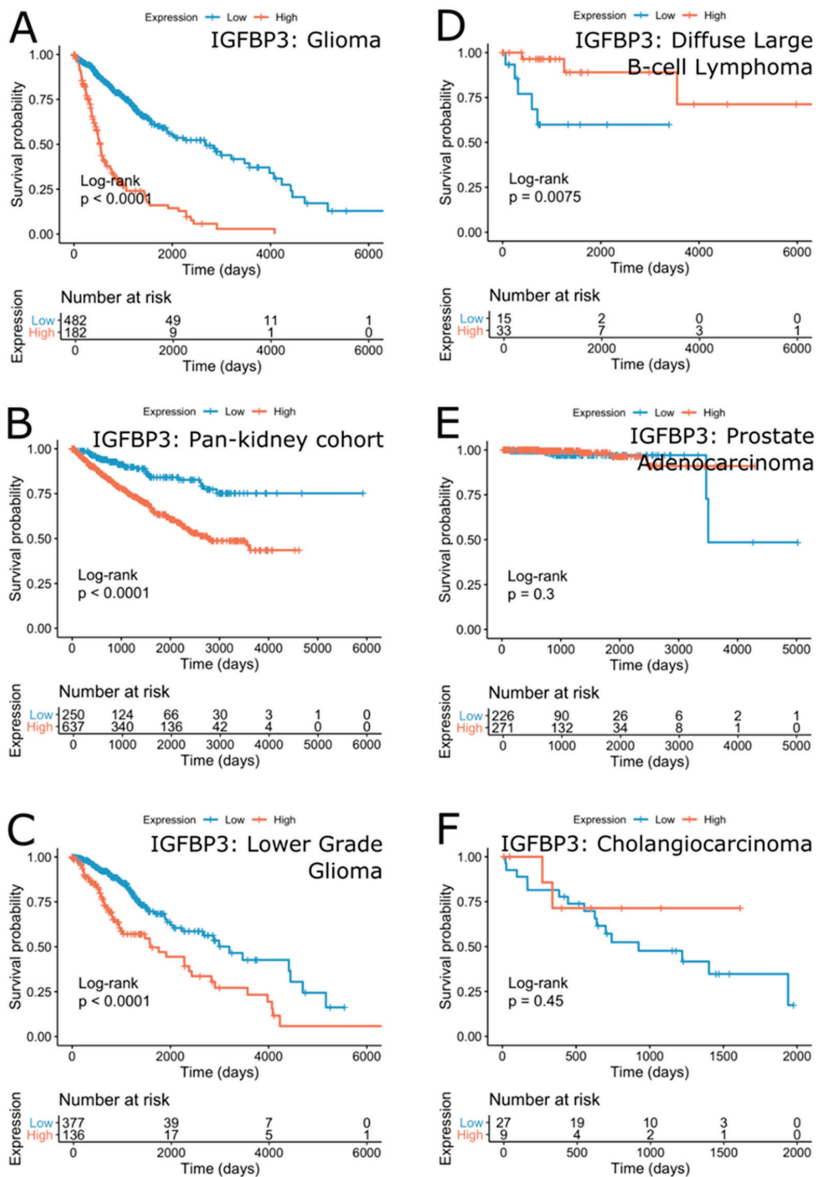 A
Expression Low High
IGFBP3: Glioma
Survival probability
1.00
0.75
0.50
0.25
0.00
Log-rank
p < 0.0001
0 2000 4000 6000
Time (days)
Number at risk
Expression
Low 482 49 11 1
High 182 9 1 0
0 2000 4000 6000
Time (days)
B
Expression Low High
IGFBP3: Pan-kidney cohort
Survival probability
1.00
0.75
0.50
0.25
0.00
Log-rank
p < 0.0001
0 1000 2000 3000 4000 5000 6000
Time (days)
Number at risk
Expression
Low 250 124 66 30 3 1 0
High 637 340 136 42 4 0 0
0 1000 2000 3000 4000 5000 6000
Time (days)
C
Expression Low High
IGFBP3: Lower Grade
Glioma
Survival probability
1.00
0.75
0.50
0.25
0.00
Log-rank
p < 0.0001
0 2000 4000 6000
Time (days)
Number at risk
Expression
Low 377 39 7 0
High 136 17 5 1
0 2000 4000 6000
Time (days)
D
Expression Low High
IGFBP3: Diffuse Large
B-cell Lymphoma
Survival probability
1.00
0.75
0.50
0.25
0.00
Log-rank
p = 0.0075
0 2000 4000 6000
Time (days)
Number at risk
Expression
Low 15 2 0 0
High 33 7 3 1
0 2000 4000 6000
Time (days)
E
Expression Low High
IGFBP3: Prostate
Adenocarcinoma
Survival probability
1.00
0.75
0.50
0.25
0.00
Log-rank
p = 0.3
0 1000 2000 3000 4000 5000
Time (days)
Number at risk
Expression
Low 226 90 26 6 2 1
High 271 132 34 8 1 0
0 1000 2000 3000 4000 5000
Time (days)
F
Expression Low High
IGFBP3: Cholangiocarcinoma
Survival probability
1.00
0.75
0.50
0.25
0.00
Log-rank
p = 0.45
0 500 1000 1500 2000
Time (days)
Number at risk
Expression
Low 27 19 10 3 0
High 9 4 2 1 0
0 500 1000 1500 2000
Time (days)